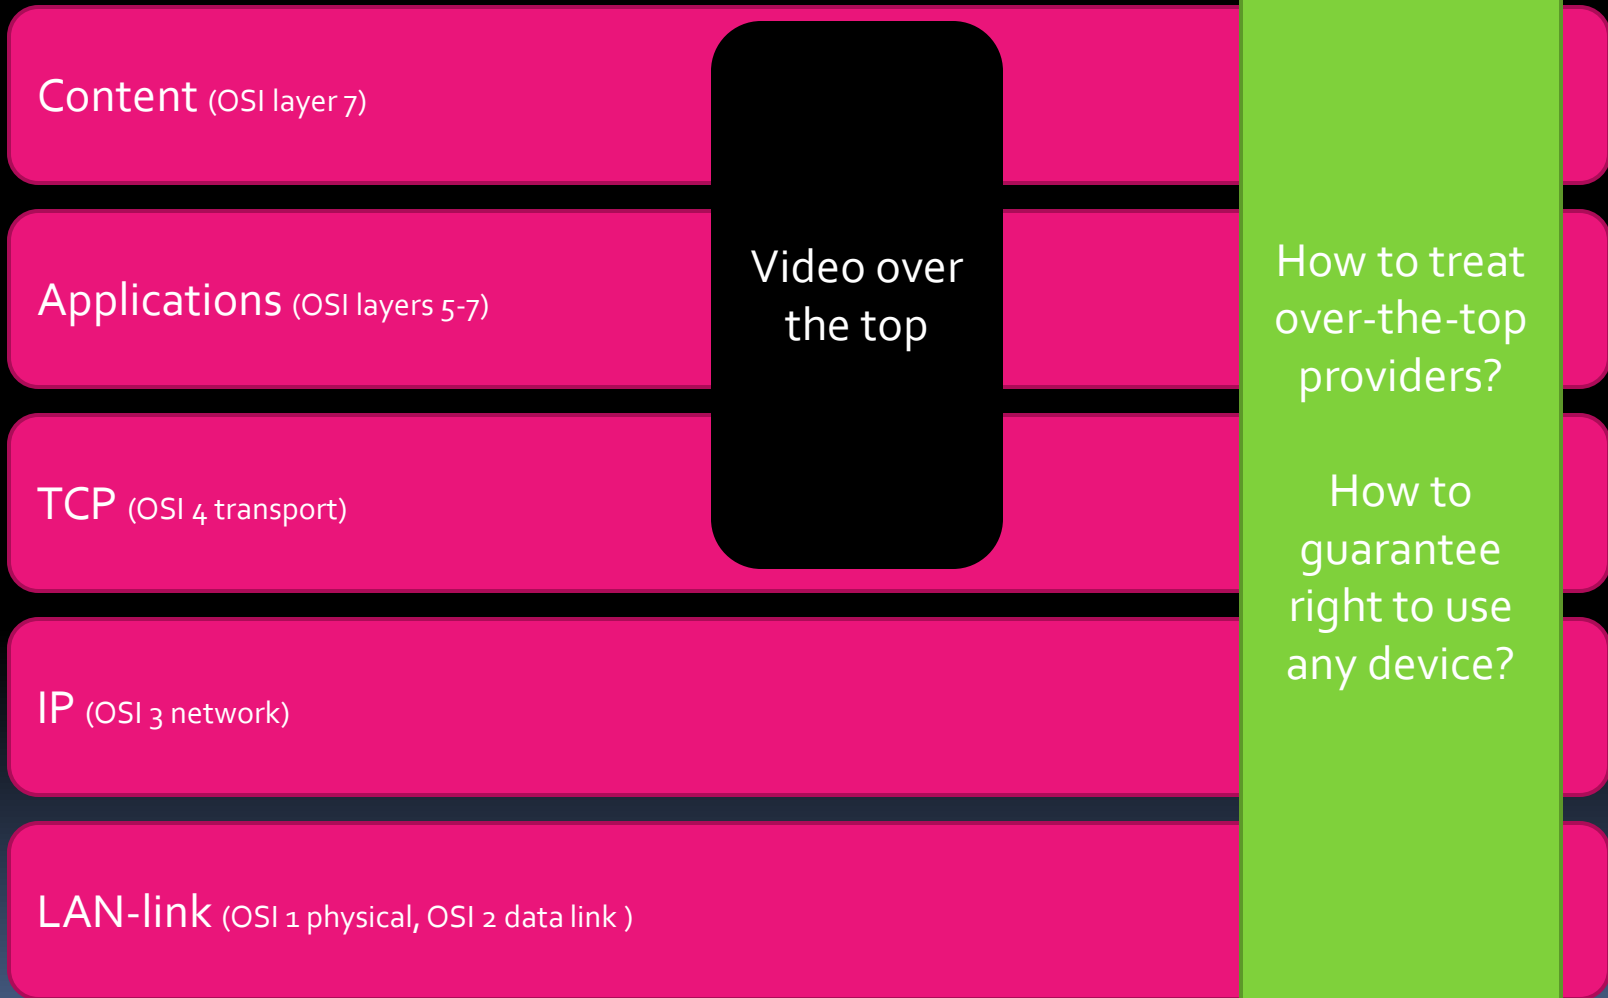 Content (OSI layer 7)
Applications (OSI layers 5-7)
TCP (OSI 4 transport)
IP (OSI 3 network)
LAN-link (OSI 1 physical, OSI 2 data link )
Video over
the top
How to treat
over-the-top
providers?
How to
guarantee
right to use
any device?